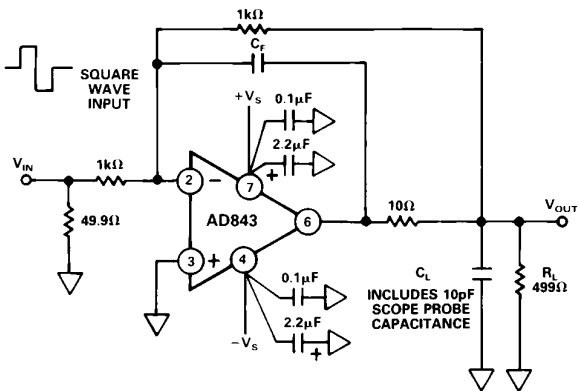 1kΩ
C_F
SQUARE
WAVE
INPUT
0.1μF
+V_S
2.2μF
+
V_IN
1kΩ
2
−
7
AD843
6
10Ω
V_OUT
49.9Ω
3
+
4
0.1μF
C_L
INCLUDES 10pF
SCOPE PROBE
CAPACITANCE
R_L
499Ω
2.2μF
+
−V_S